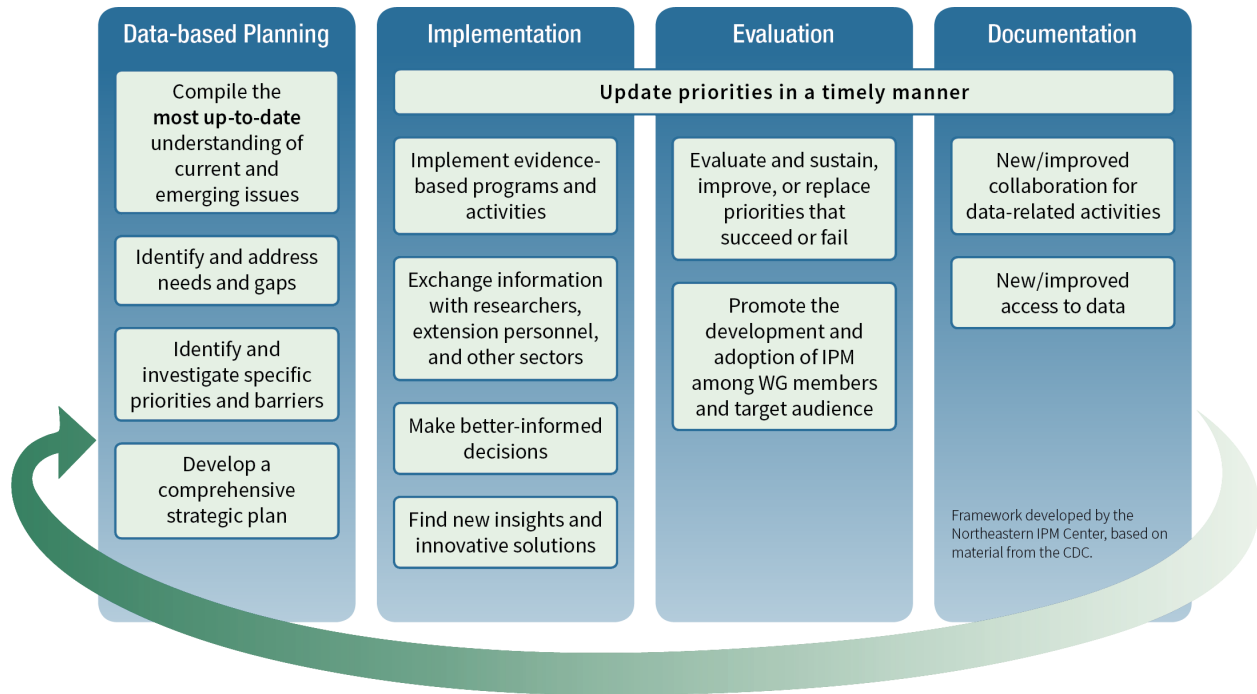 Data-based Planning
Compile the
most up-to-date
understanding of
current and
emerging issues
Identify and address
needs and gaps
Identify and
investigate specific
priorities and barriers
Develop a
comprehensive
strategic plan
Implementation
Evaluation
Documentation
Update priorities in a timely manner
Implement evidence-
based programs and
activities
Exchange information
with researchers,
extension personnel,
and other sectors
Make better-informed
decisions
Find new insights and
innovative solutions
Evaluate and sustain,
improve, or replace
priorities that
succeed or fail
Promote the
development and
adoption of IPM
among WG members
and target audience
New/improved
collaboration for
data-related activities
New/improved
access to data
Framework developed by the
Northeastern IPM Center, based on
material from the CDC.